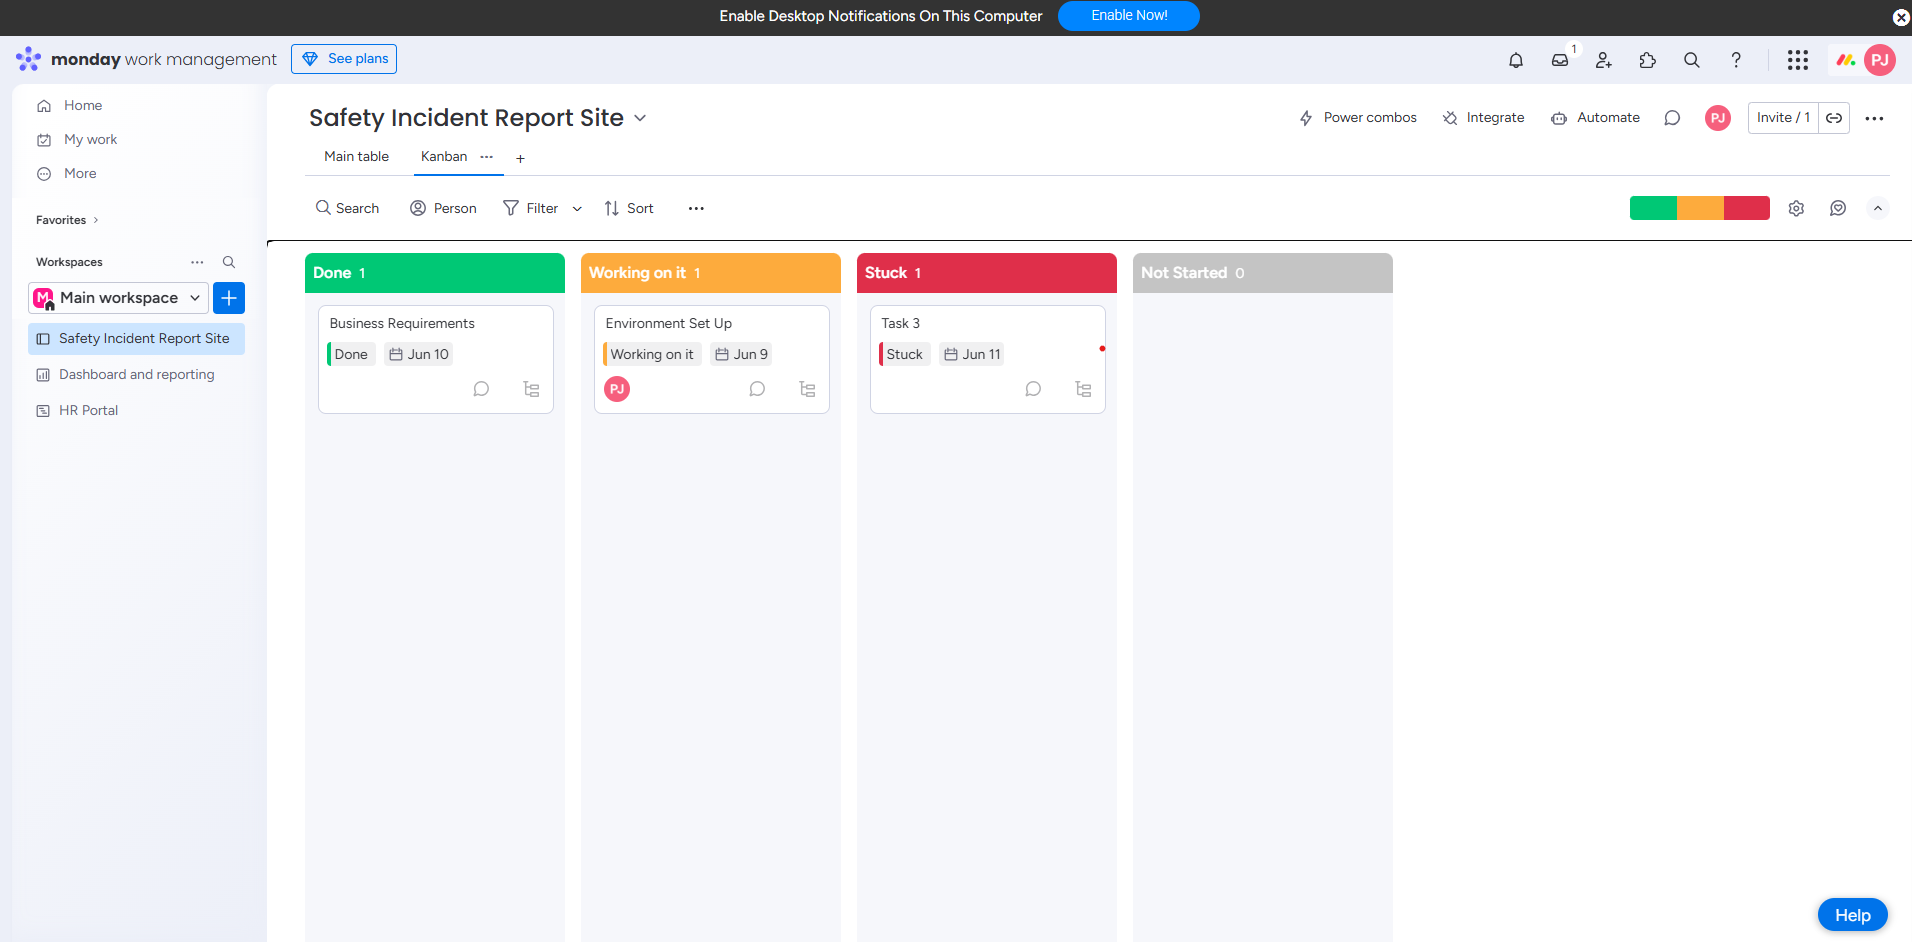 Enable Desktop Notifications On This Computer Enable Now!
monday work management See plans 1 PJ
Home
My work
More
Favorites
Workspaces
M Main workspace
Safety Incident Report Site
Dashboard and reporting
HR Portal
Safety Incident Report Site Power combos Integrate Automate PJ Invite / 1
Main table Kanban
Search Person Filter Sort
Done 1
Business Requirements
Done Jun 10
Working on it 1
Environment Set Up
Working on it Jun 9
PJ
Stuck 1
Task 3
Stuck Jun 11
Not Started 0
Help